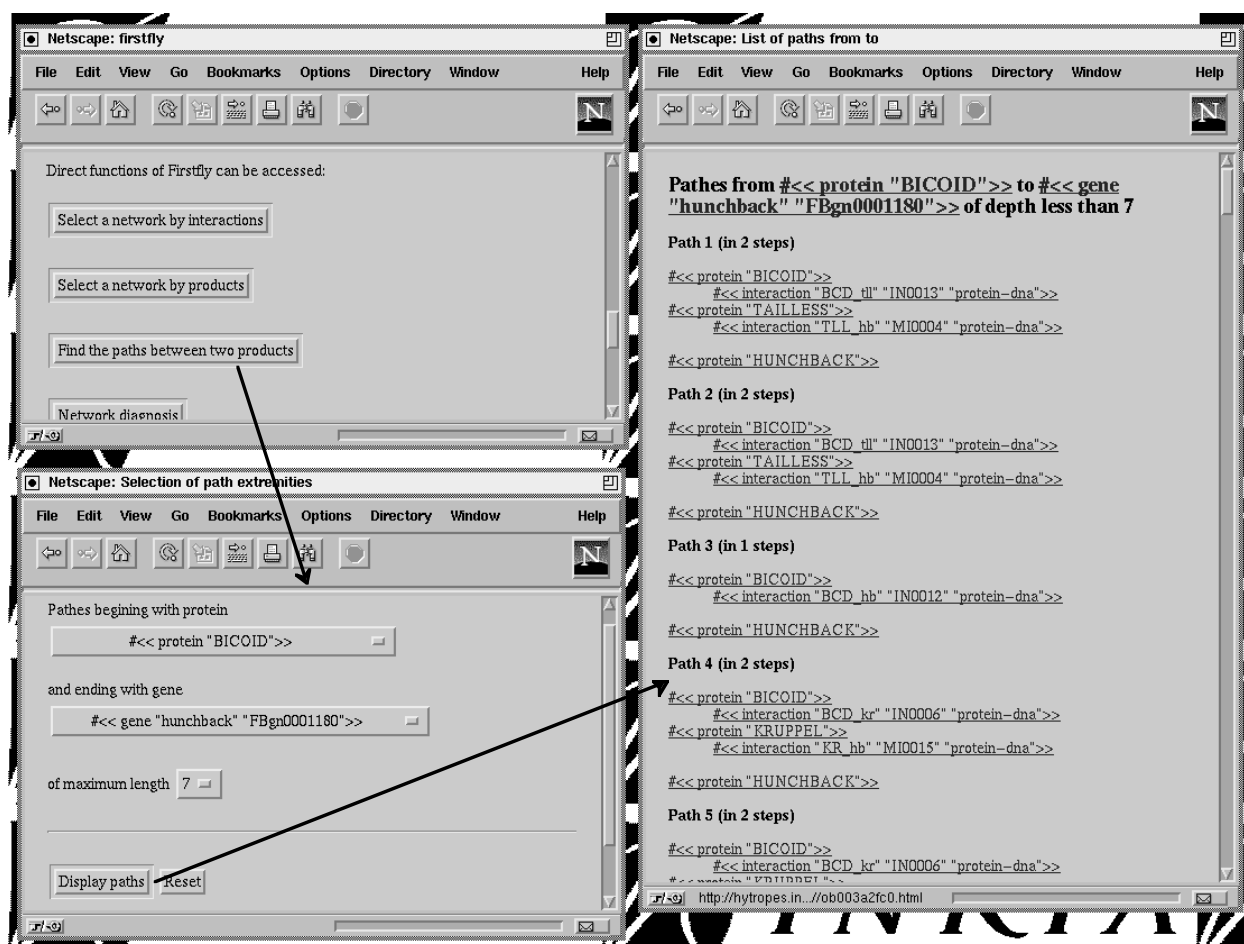 Netscape: firstfly
File Edit View Go Bookmarks Options Directory Window Help
N
Direct functions of Firstfly can be accessed:
Select a network by interactions
Select a network by products
Find the paths between two products
Network diagnosis
Netscape: Selection of path extremities
File Edit View Go Bookmarks Options Directory Window Help
N
Pathes begining with protein
#<< protein "BICOID">>
and ending with gene
#<< gene "hunchback" "FBgn0001180">>
of maximum length 7
Display paths Reset
Netscape: List of paths from to
File Edit View Go Bookmarks Options Directory Window Help
N
Pathes from #<< protein "BICOID">> to #<< gene
"hunchback" "FBgn0001180">> of depth less than 7
Path 1 (in 2 steps)
#<< protein "BICOID">>
#<< interaction "BCD_tll" "IN0013" "protein-dna">>
#<< protein "TAILLESS">>
#<< interaction "TLL_hb" "MI0004" "protein-dna">>
#<< protein "HUNCHBACK">>
Path 2 (in 2 steps)
#<< protein "BICOID">>
#<< interaction "BCD_tll" "IN0013" "protein-dna">>
#<< protein "TAILLESS">>
#<< interaction "TLL_hb" "MI0004" "protein-dna">>
#<< protein "HUNCHBACK">>
Path 3 (in 1 steps)
#<< protein "BICOID">>
#<< interaction "BCD_hb" "IN0012" "protein-dna">>
#<< protein "HUNCHBACK">>
Path 4 (in 2 steps)
#<< protein "BICOID">>
#<< interaction "BCD_kr" "IN0006" "protein-dna">>
#<< protein "KRUPPEL">>
#<< interaction "KR_hb" "MI0015" "protein-dna">>
#<< protein "HUNCHBACK">>
Path 5 (in 2 steps)
#<< protein "BICOID">>
#<< interaction "BCD_kr" "IN0006" "protein-dna">>
#<< protein "KRUPPEL">>
http://hytropes.in...//ob003a2fc0.html